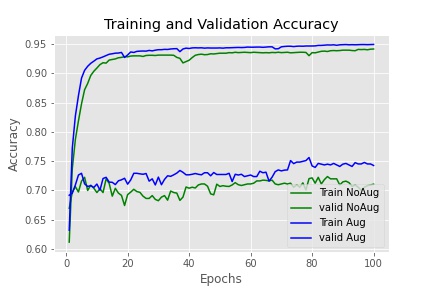 Training and Validation Accuracy
Accuracy
0.95
0.90
0.85
0.80
0.75
0.70
0.65
0.60
Train NoAug
valid NoAug
Train Aug
valid Aug
0 20 40 60 80 100
Epochs